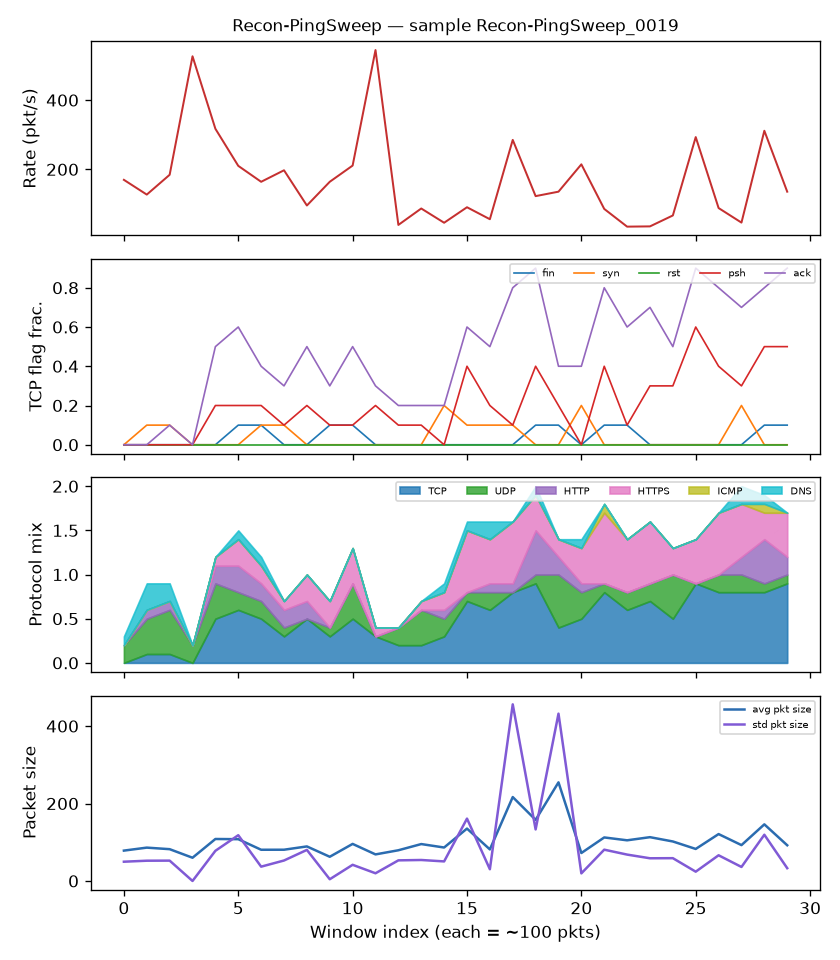 Recon-PingSweep — sample Recon-PingSweep_0019
Rate (pkt/s)
400
200
TCP flag frac.
0.8
0.6
0.4
0.2
0.0
fin syn rst psh ack
Protocol mix
2.0
1.5
1.0
0.5
0.0
TCP UDP HTTP HTTPS ICMP DNS
Packet size
400
200
0
avg pkt size
std pkt size
0 5 10 15 20 25 30
Window index (each = ~100 pkts)